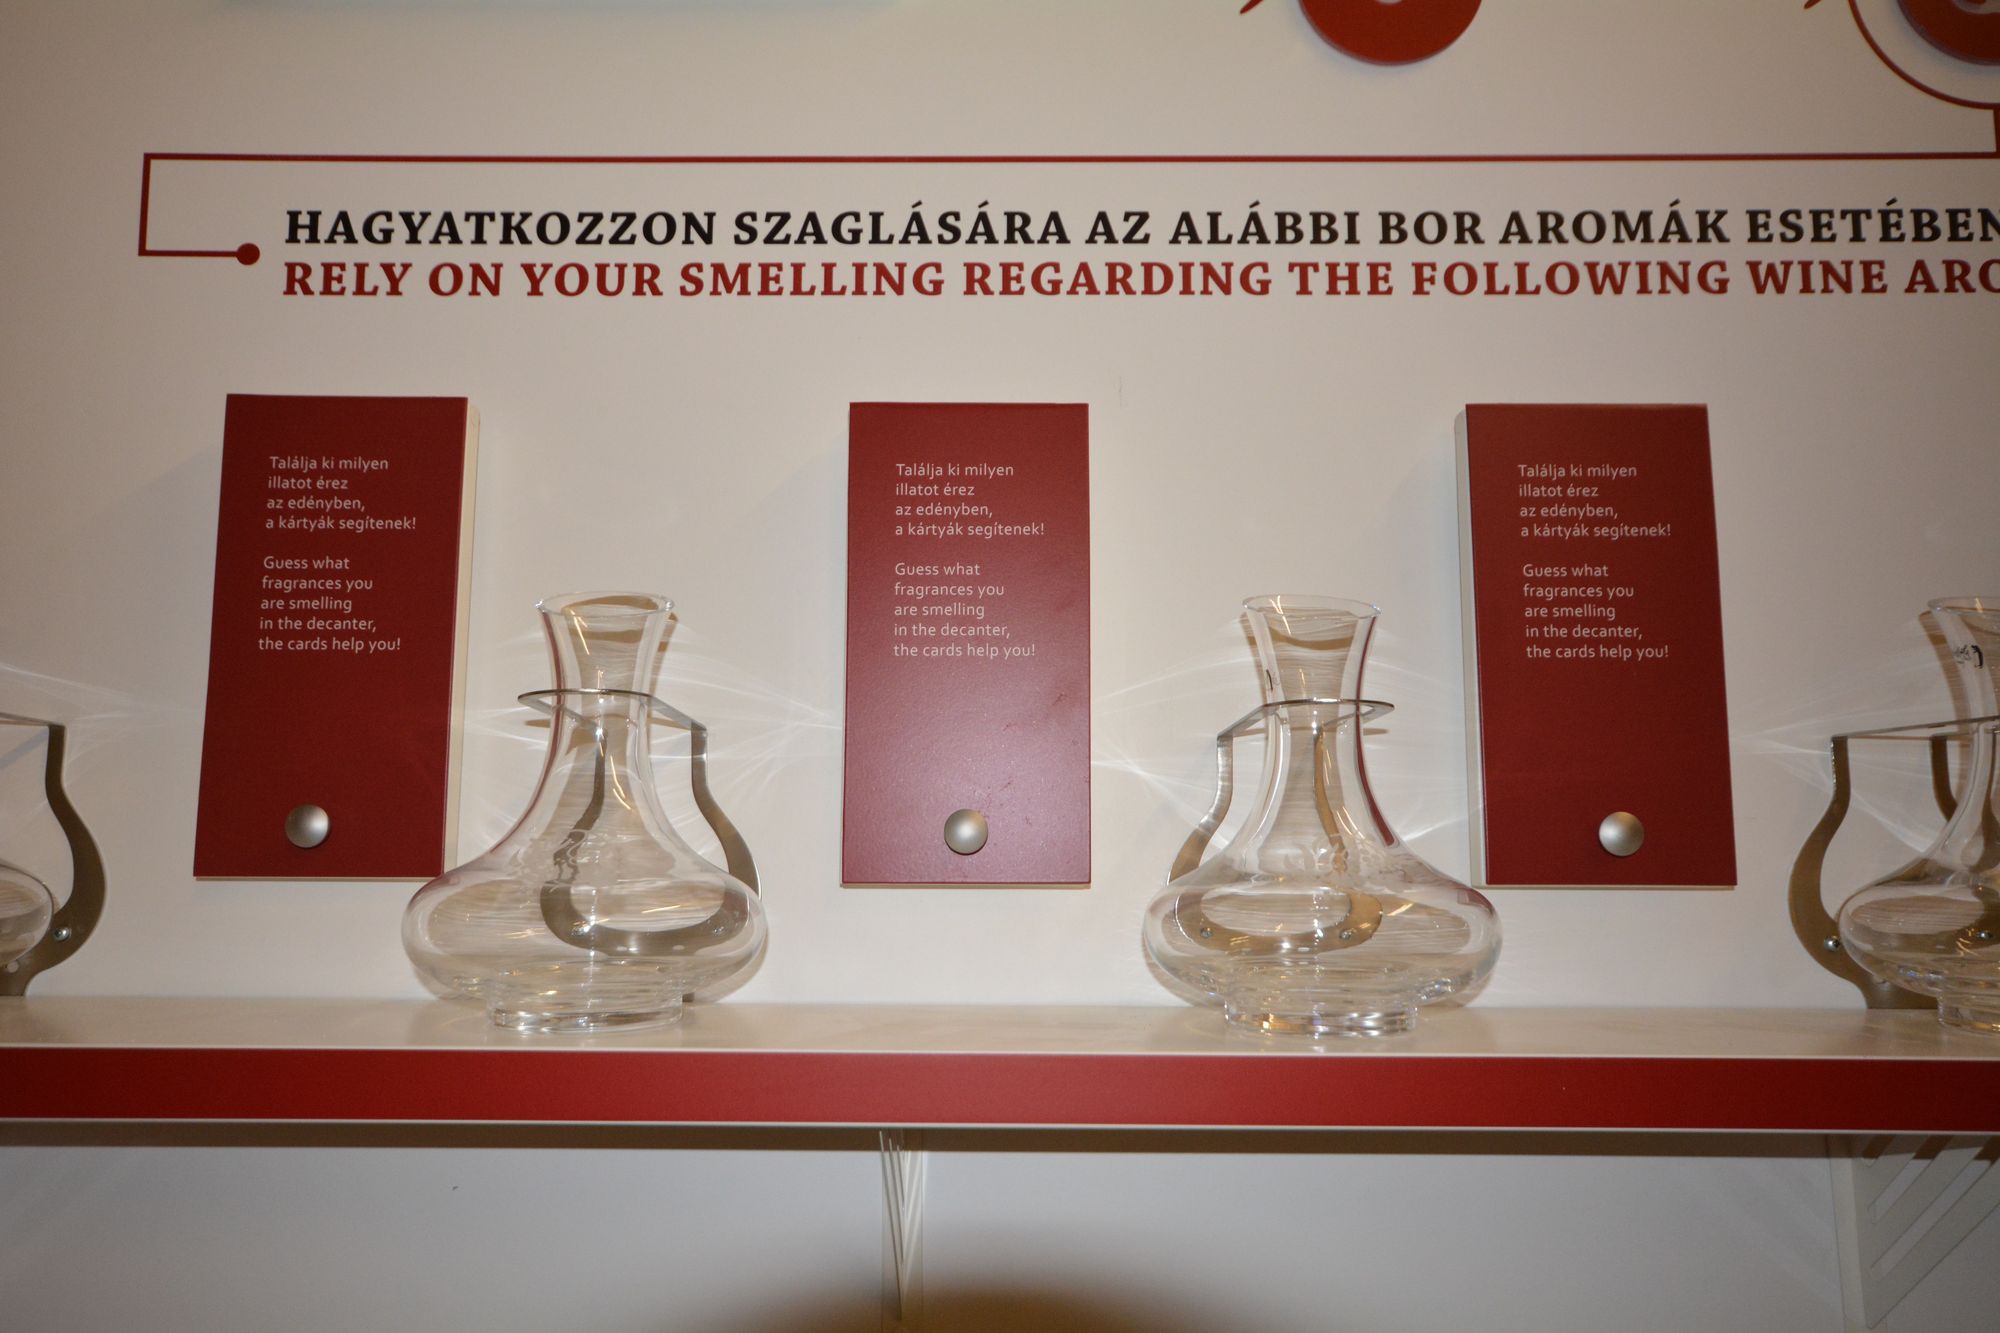 HAGYATKOZZON SZAGLÁSÁRA AZ ALÁBBI BOR AROMÁK ESETÉBEN
RELY ON YOUR SMELLING REGARDING THE FOLLOWING WINE ARO
Találja ki milyen
illatot érez
az edényben,
a kártyák segítenek!
Guess what
fragrances you
are smelling
in the decanter,
the cards help you!
Találja ki milyen
illatot érez
az edényben,
a kártyák segítenek!
Guess what
fragrances you
are smelling
in the decanter,
the cards help you!
Találja ki milyen
illatot érez
az edényben,
a kártyák segítenek!
Guess what
fragrances you
are smelling
in the decanter,
the cards help you!